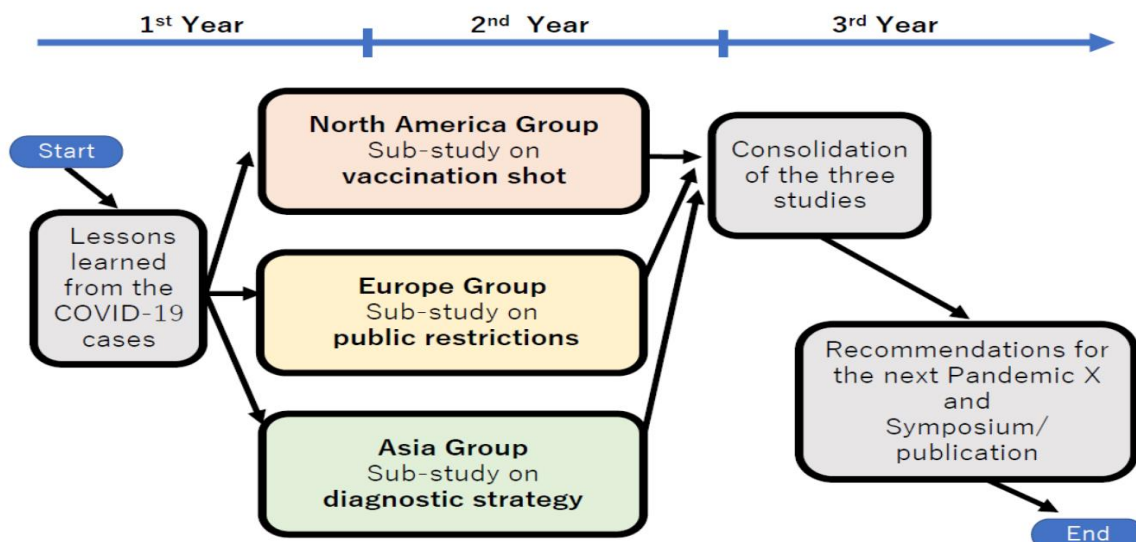 1st Year 2nd Year 3rd Year
Start
Lessons
learned
from the
COVID-19
cases
North America Group
Sub-study on
vaccination shot
Europe Group
Sub-study on
public restrictions
Asia Group
Sub-study on
diagnostic strategy
Consolidation
of the three
studies
Recommendations for
the next Pandemic X
and
Symposium/
publication
End